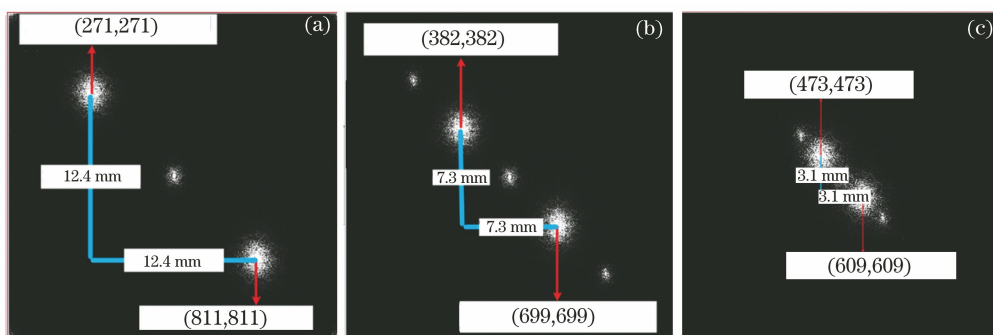 (271,271)
(a)
12.4 mm
12.4 mm
(811,811)
(382,382)
(b)
7.3 mm
7.3 mm
(699,699)
(c)
(473,473)
3.1 mm
3.1 mm
(609,609)